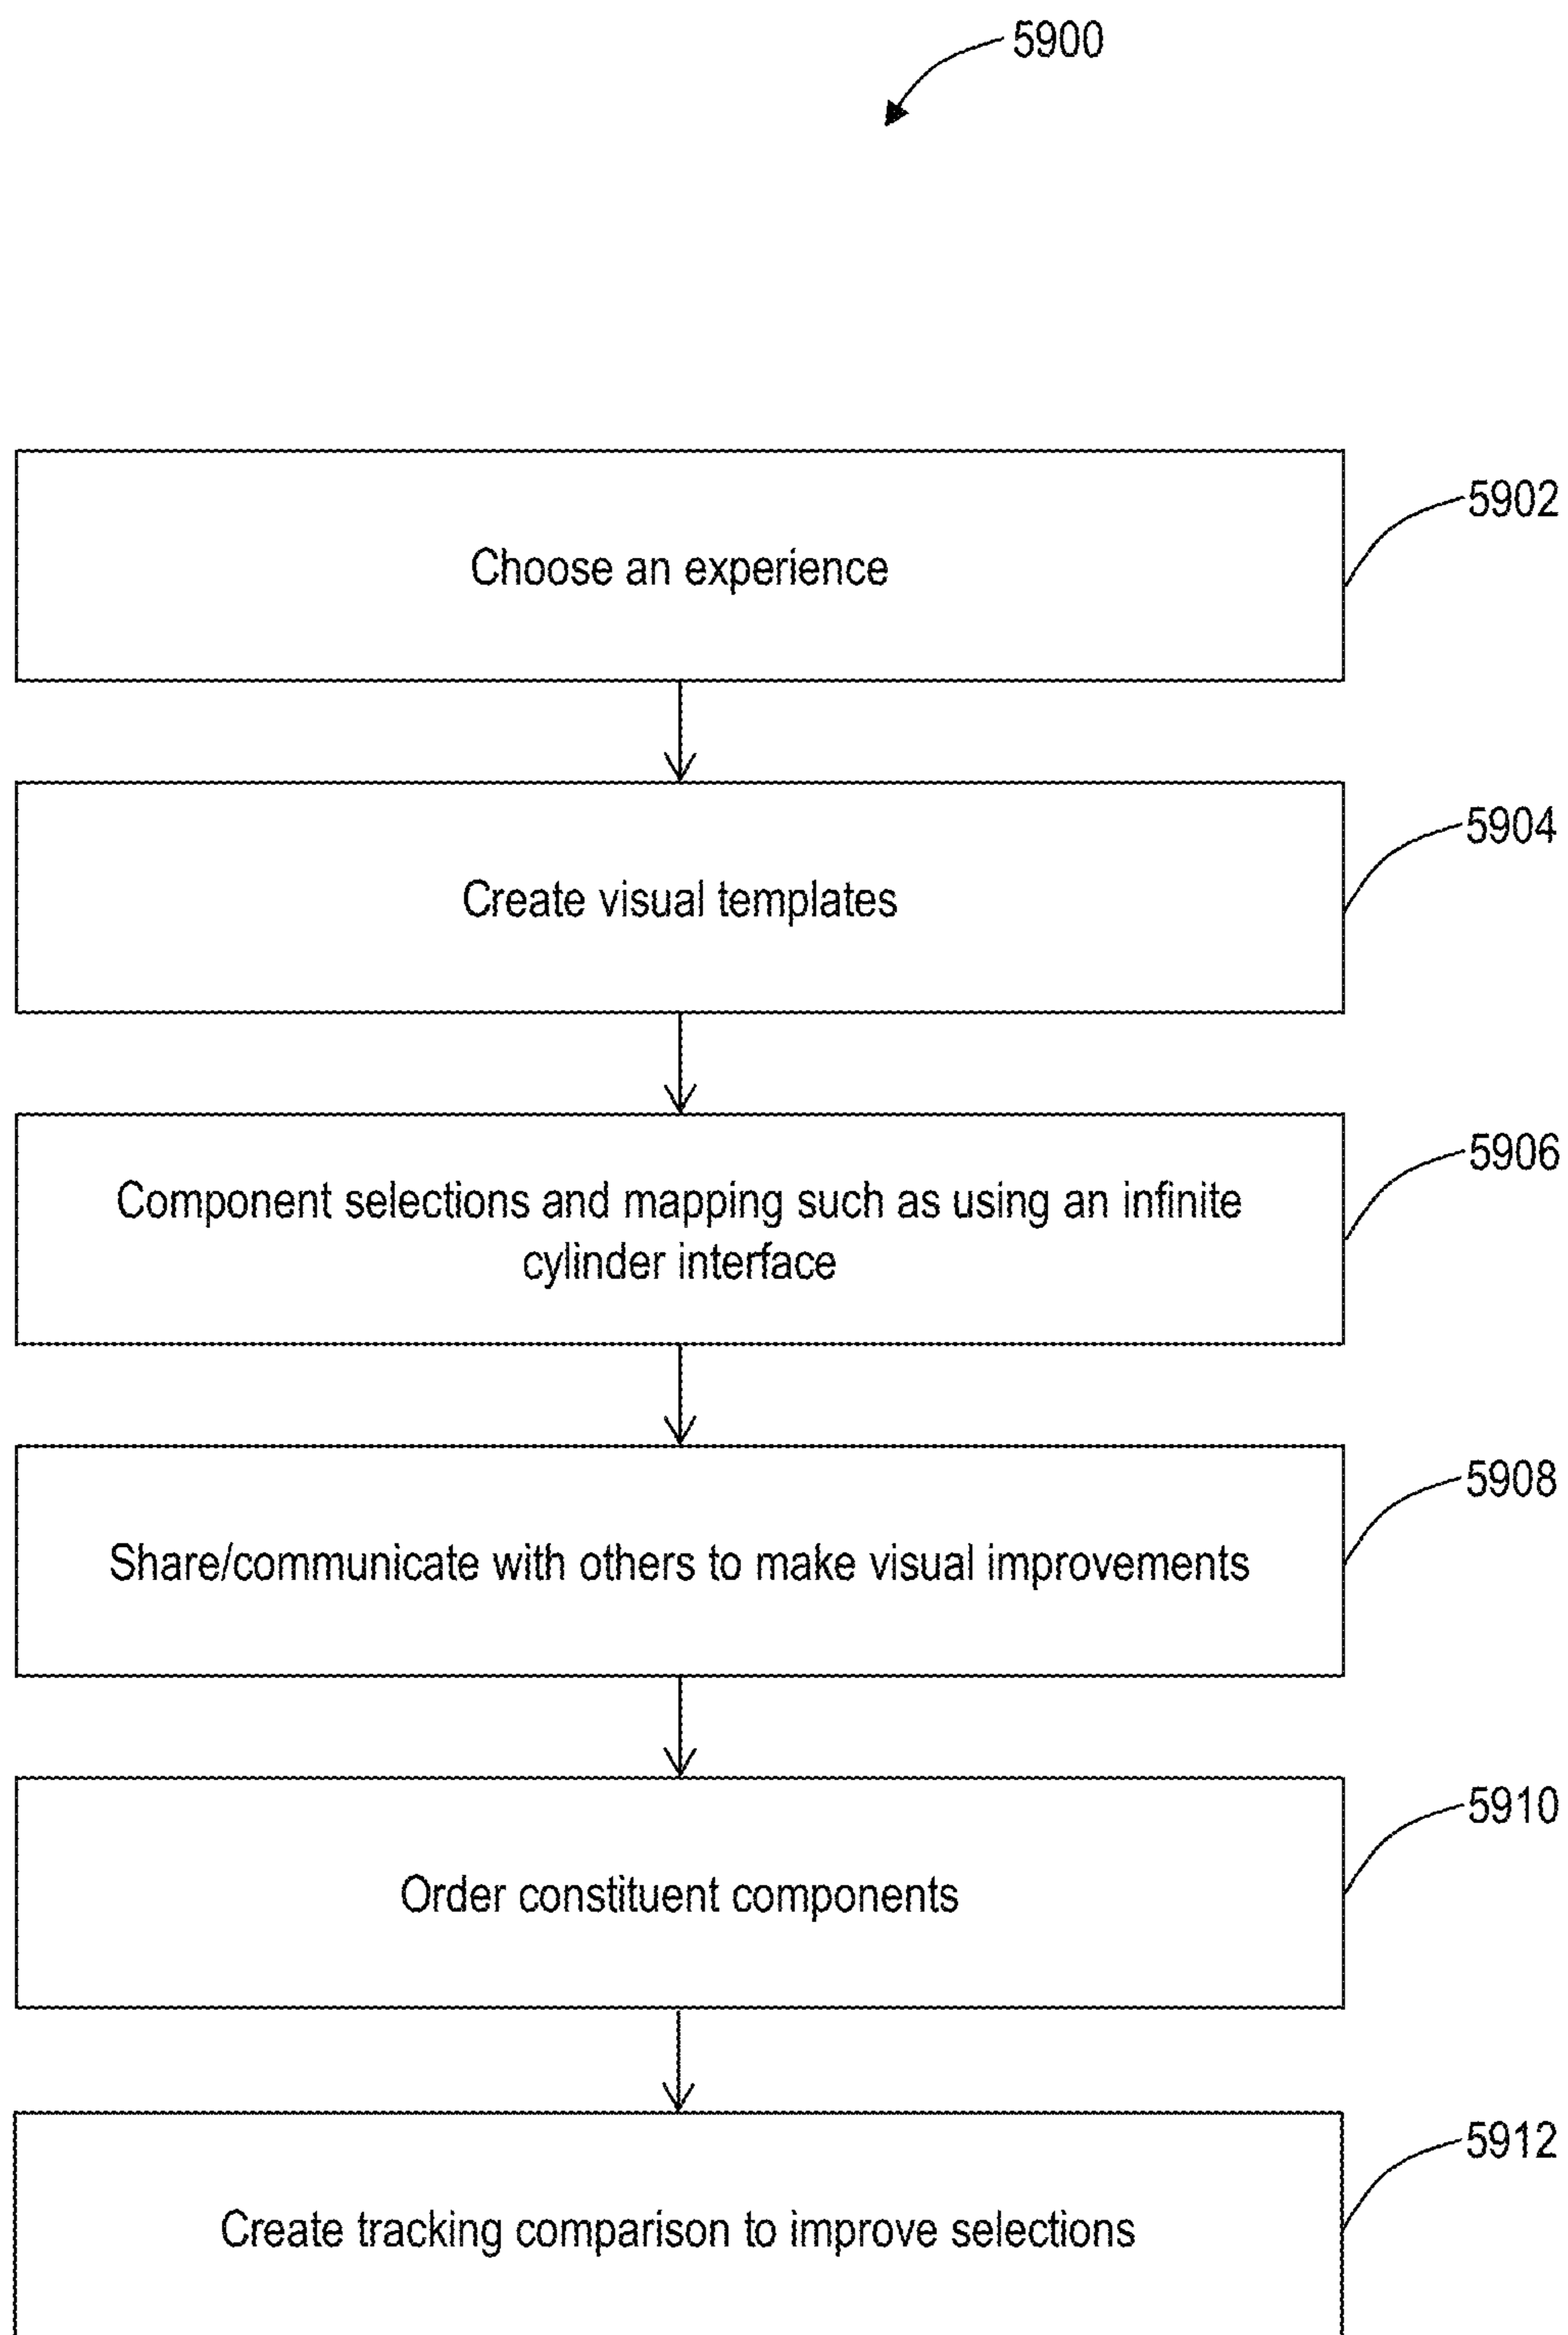 5900
5902
Choose an experience
5904
Create visual templates
5906
Component selections and mapping such as using an infinite
cylinder interface
5908
Share/communicate with others to make visual improvements
5910
Order constituent components
5912
Create tracking comparison to improve selections